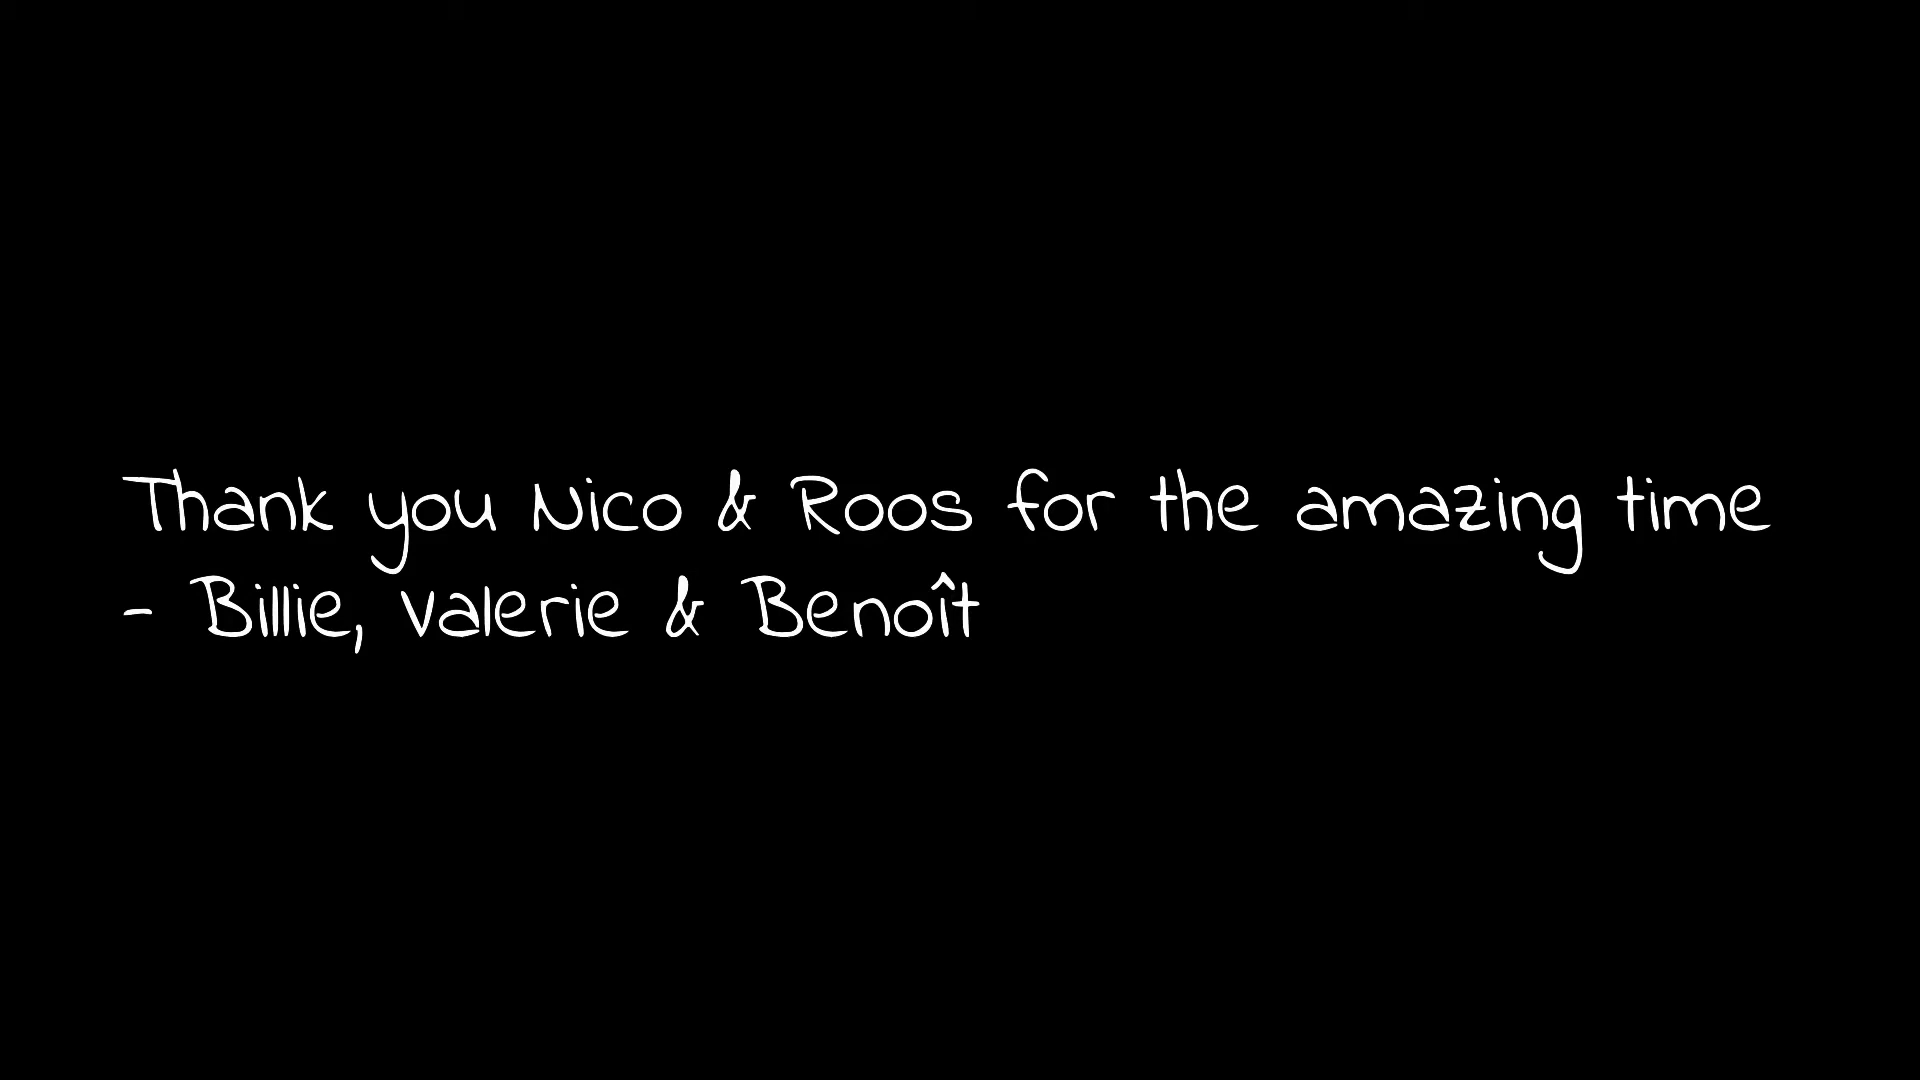 Thank you Nico & Roos for the amazing time
- Billie, Valerie & Benoît